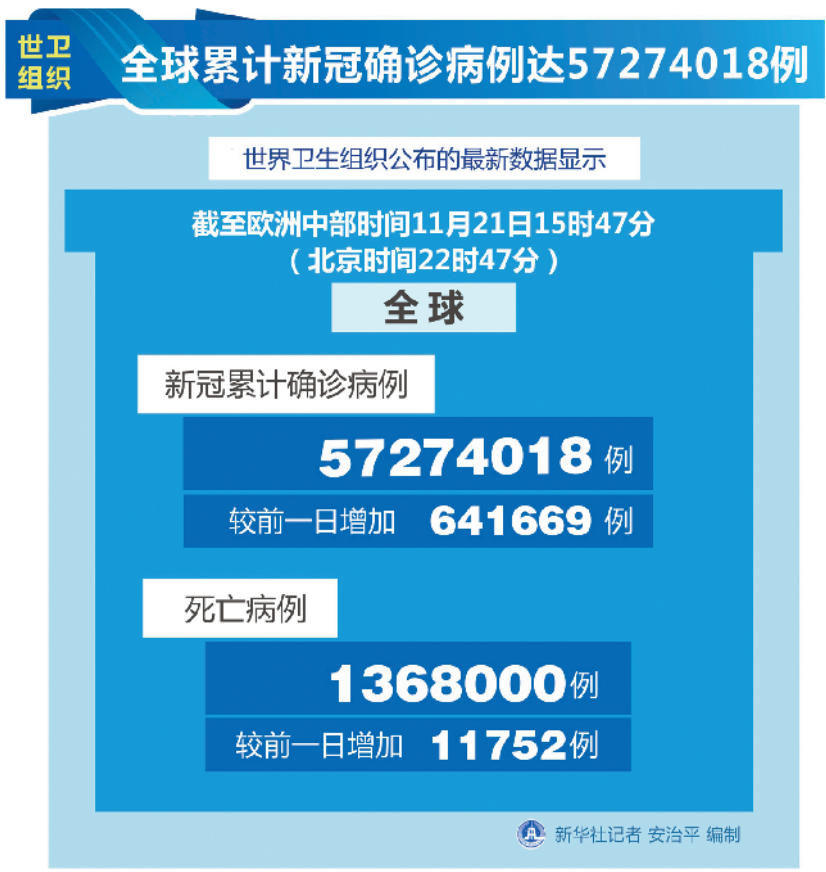 世卫
组织
全球累计新冠确诊病例达57274018例
世界卫生组织公布的最新数据显示
截至欧洲中部时间11月21日15时47分
（北京时间22时47分）
全球
新冠累计确诊病例
57274018例
较前一日增加 641669例
死亡病例
1368000例
较前一日增加 11752例
新华社记者 安治平 编制